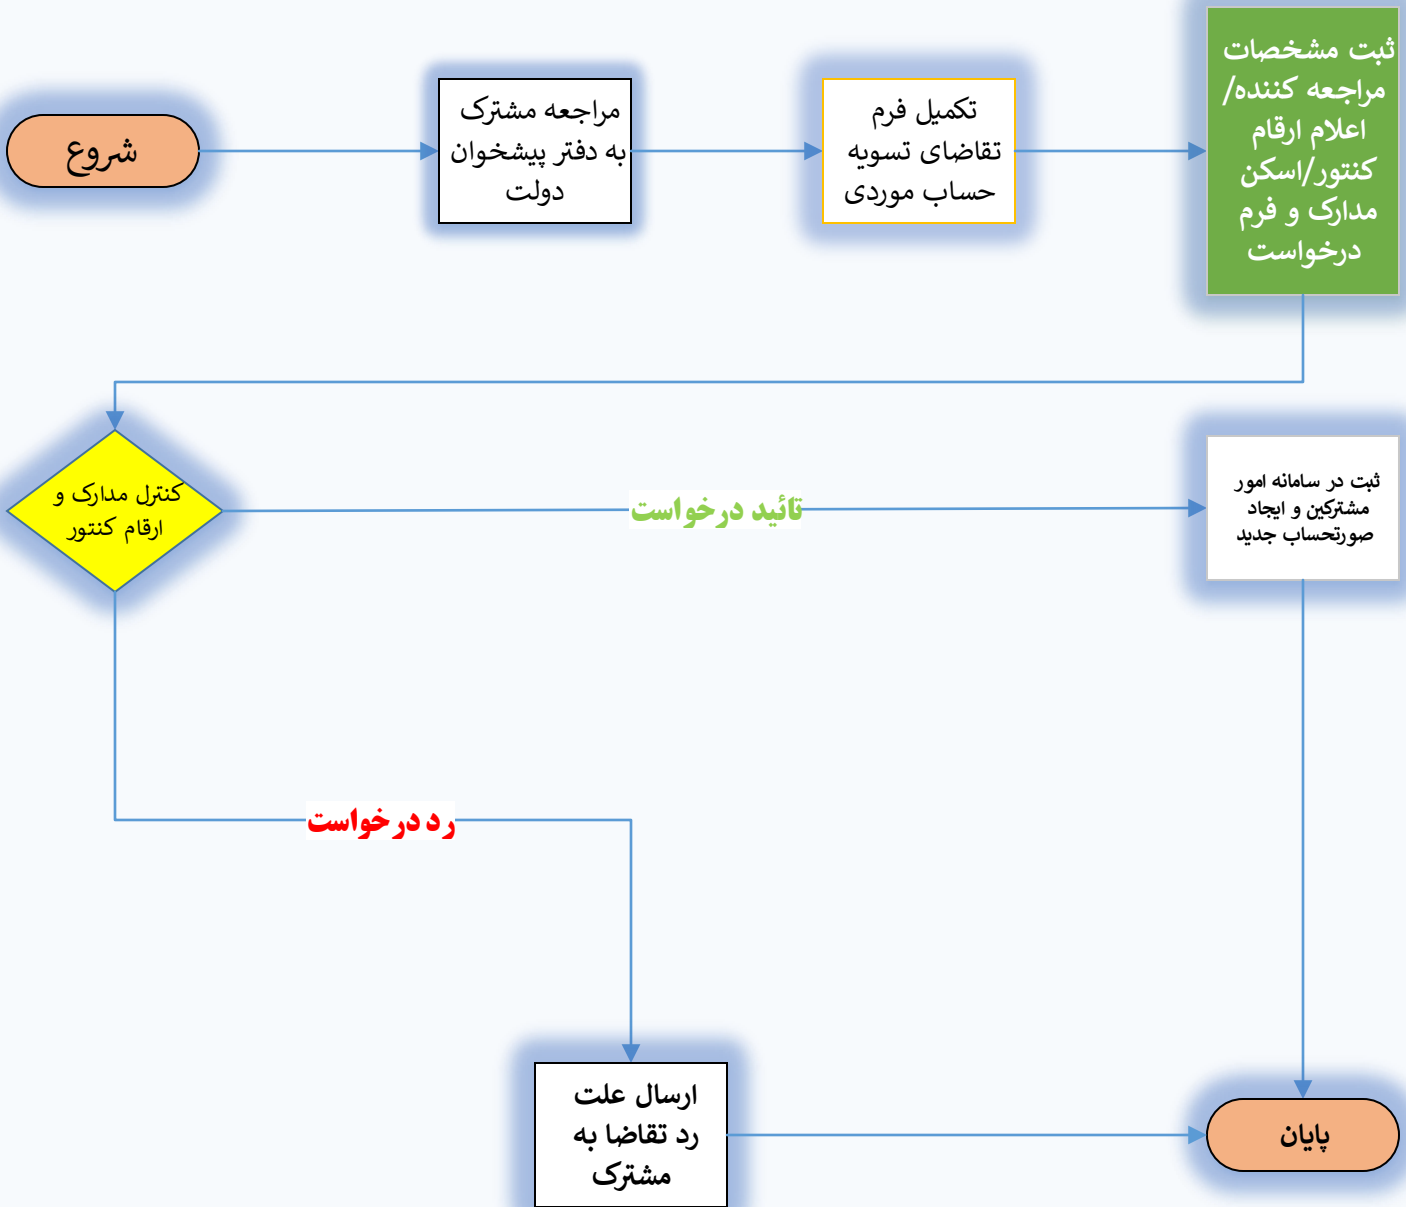 شروع
مراجعه مشترک
به دفتر پیشخوان
دولت
تکمیل فرم
تقاضای تسویه
حساب موردی
ثبت مشخصات
مراجعه کننده/
اعلام ارقام
کنتور/اسکن
مدارک و فرم
درخواست
کنترل مدارک و
ارقام کنتور
تائید درخواست
ثبت در سامانه امور
مشترکین و ایجاد
صورتحساب جدید
رد درخواست
ارسال علت
رد تقاضا به
مشترک
پایان